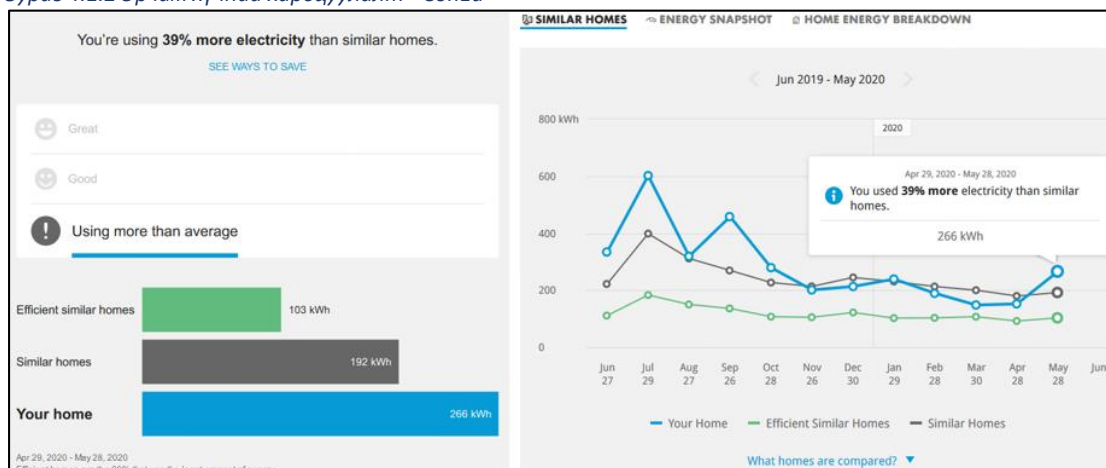 You're using 39% more electricity than similar homes.
SEE WAYS TO SAVE
Great
Good
Using more than average
Efficient similar homes
103 kWh
Similar homes
192 kWh
Your home
266 kWh
Apr 29, 2020 - May 28, 2020
SIMILAR HOMES ENERGY SNAPSHOT HOME ENERGY BREAKDOWN
Jun 2019 - May 2020
800 kWh
2020
Apr 29, 2020 - May 28, 2020
You used 39% more electricity than similar
homes.
266 kWh
600
400
200
0
Jun Jul Aug Sep Oct Nov Dec Jan Feb Mar Apr May Jun
27 29 27 26 28 26 30 29 28 30 28 28
Your Home Efficient Similar Homes Similar Homes
What homes are compared?